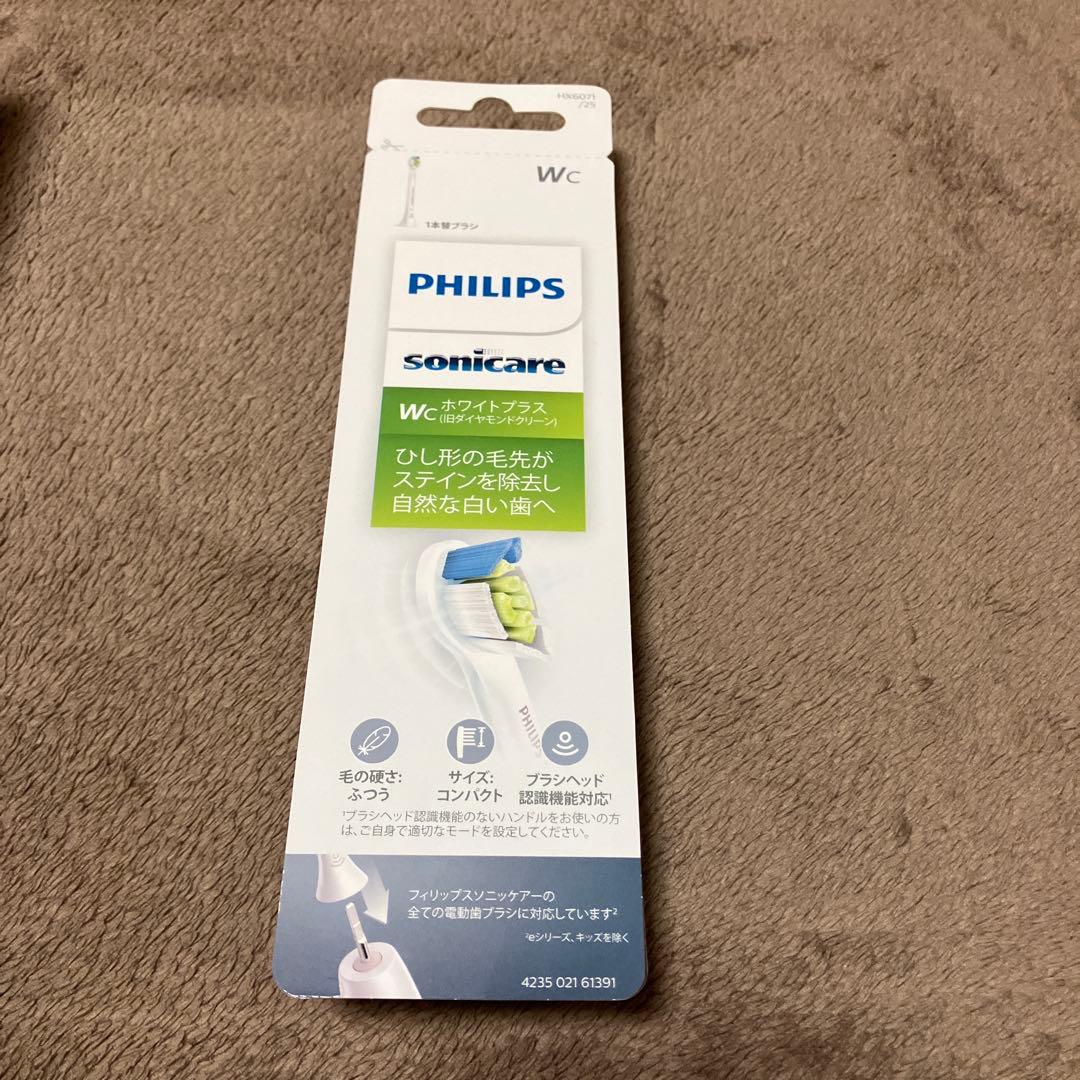 HX6071
/25
WC
1本替ブラシ
PHILIPS
sonicare
WC ホワイトプラス
(旧ダイヤモンドクリーン)
ひし形の毛先が
ステインを除去し
自然な白い歯へ
PHILIPS
毛の硬さ:
ふつう
サイズ:
コンパクト
ブラシヘッド
認識機能対応¹
¹ブラシヘッド認識機能のないハンドルをお使いの方
は、ご自身で適切なモードを設定してください。
フィリップスソニッケアーの
全ての電動歯ブラシに対応しています²
²eシリーズ、キッズを除く
4235 021 61391